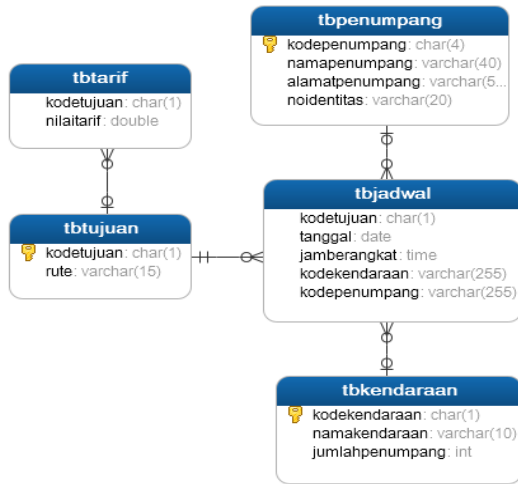 tbpenumpang
kodepenumpang: char(4)
namapenumpang: varchar(40)
alamatpenumpang: varchar(5...
noidentitas: varchar(20)
tbtarif
kodetujuan: char(1)
nilaitarif: double
tbjadwal
kodetujuan: char(1)
tanggal: date
jamberangkat: time
kodekendaraan: varchar(255)
kodepenumpang: varchar(255)
tbtujuan
kodetujuan: char(1)
rute: varchar(15)
tbkendaraan
kodekendaraan: char(1)
namakendaraan: varchar(10)
jumlahpenumpang: int